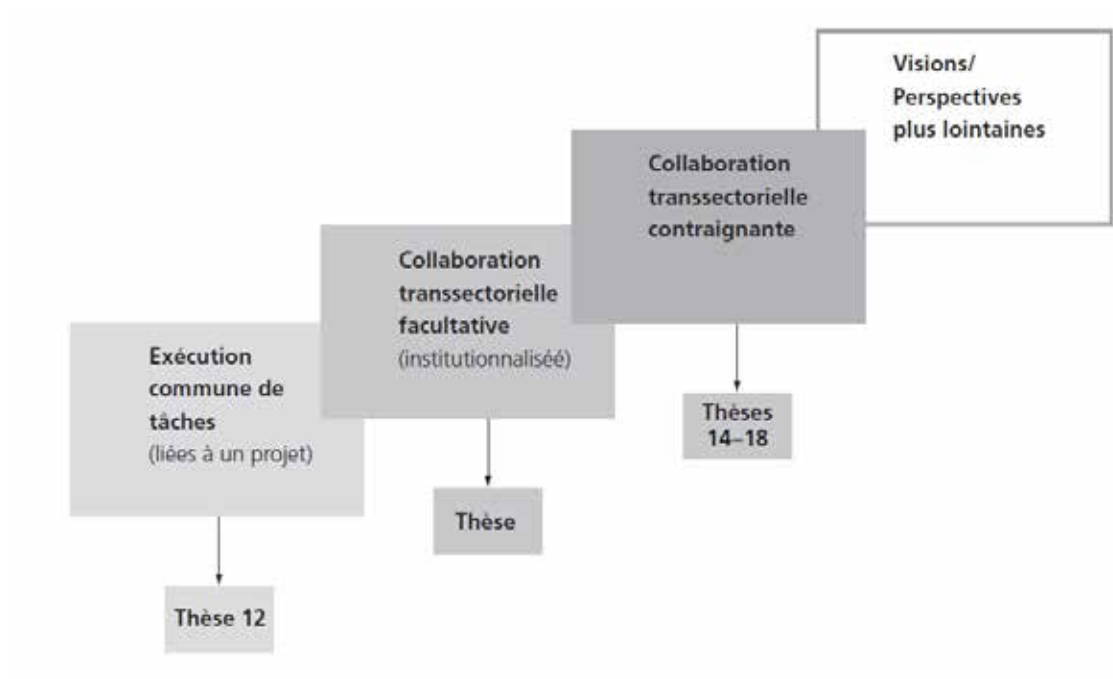 Visions/
Perspectives
plus lointaines
Collaboration
transsectorielle
contraignante
Collaboration
transsectorielle
facultative
(institutionnaliséé)
Exécution
commune de
tâches
(liées à un projet)
Thèses
14–18
Thèse
Thèse 12